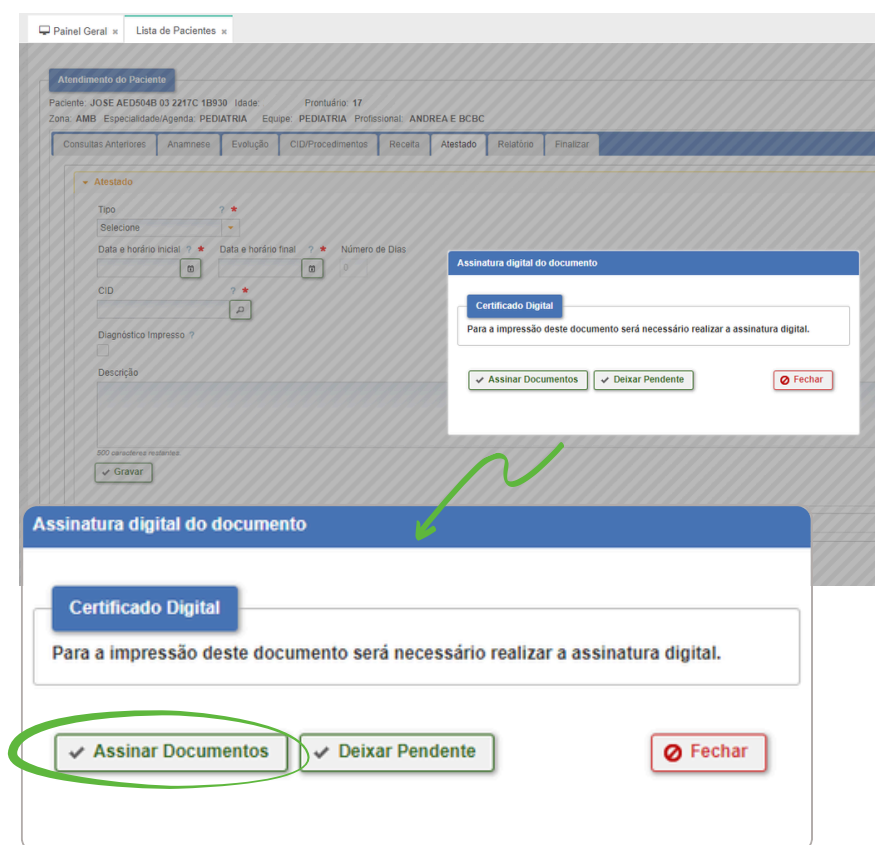 Painel Geral × Lista de Pacientes ×
Atendimento do Paciente
Paciente: JOSE AED504B 03 2217C 1B930 Idade: Prontuário: 17
Zona: AMB Especialidade/Agenda: PEDIATRIA Equipe: PEDIATRIA Profissional: ANDREA E BCBC
Consultas Anteriores Anamnese Evolução CID/Procedimentos Receita Atestado Relatório Finalizar
Atestado
Tipo ? *
Selecione
Data e horário inicial ? * Data e horário final ? * Número de Dias
0
CID ? *
Diagnóstico Impresso ?
Descrição
500 caracteres restantes.
Gravar
Assinatura digital do documento
Certificado Digital
Para a impressão deste documento será necessário realizar a assinatura digital.
Assinar Documentos Deixar Pendente Fechar
Assinatura digital do documento
Certificado Digital
Para a impressão deste documento será necessário realizar a assinatura digital.
Assinar Documentos Deixar Pendente Fechar